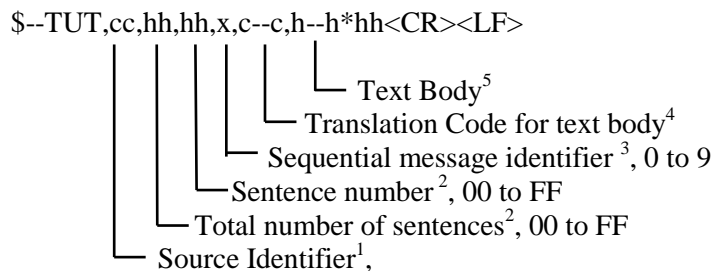 $--TUT,cc,hh,hh,x,c--c,h--h*hh<CR><LF>
Text Body⁵
Translation Code for text body⁴
Sequential message identifier ³, 0 to 9
Sentence number ², 00 to FF
Total number of sentences², 00 to FF
Source Identifier¹,